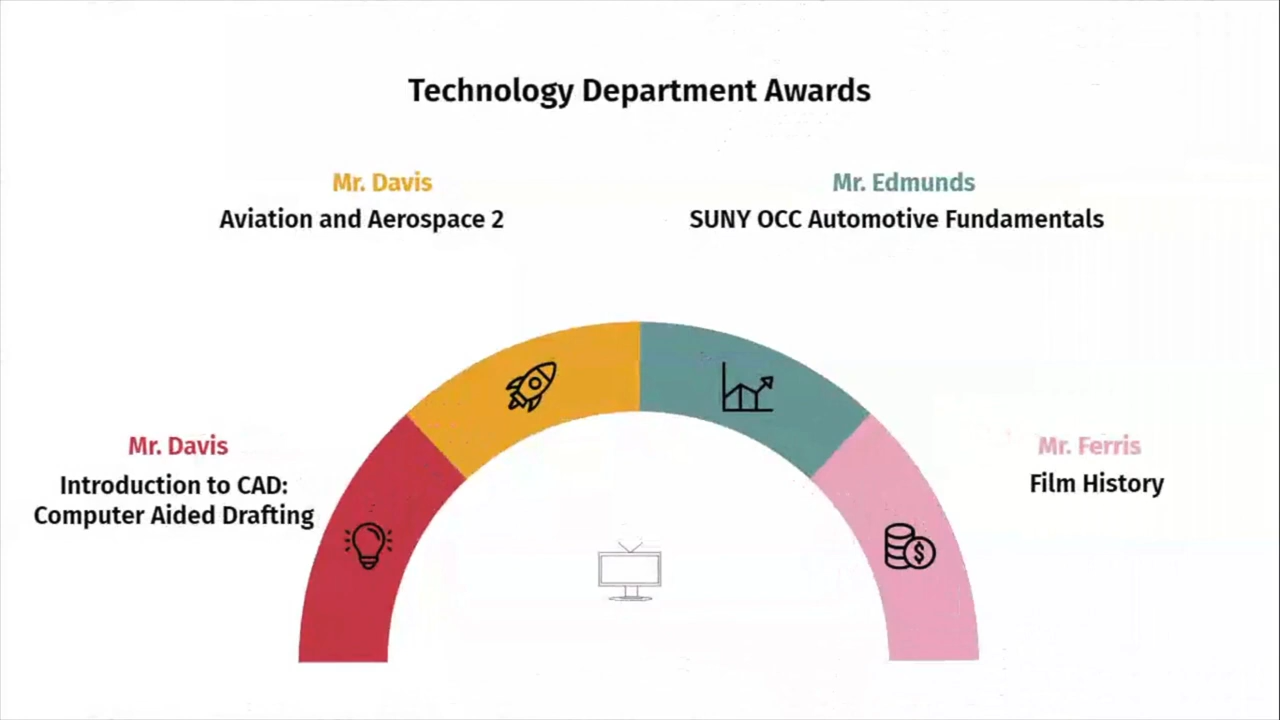 Technology Department Awards
Mr. Davis
Aviation and Aerospace 2
Mr. Edmunds
SUNY OCC Automotive Fundamentals
Mr. Davis
Introduction to CAD:
Computer Aided Drafting
Mr. Ferris
Film History
$